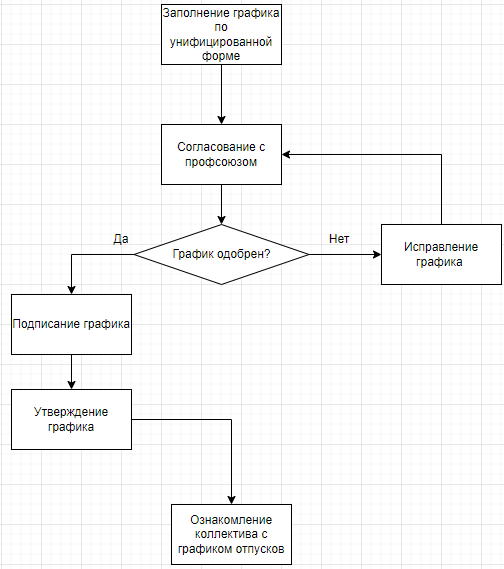 Заполнение графика
по
унифицированной
форме
Согласование с
профсоюзом
График одобрен?
Да
Нет
Исправление
графика
Подписание графика
Утверждение
графика
Ознакомление
коллектива с
графиком отпусков